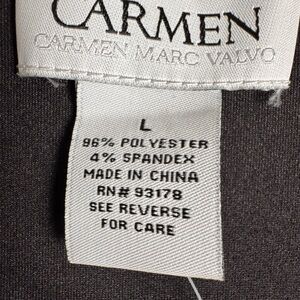 CARMEN
CARMEN MARC VALVO
L
96% POLYESTER
4% SPANDEX
MADE IN CHINA
RN# 93178
SEE REVERSE
FOR CARE